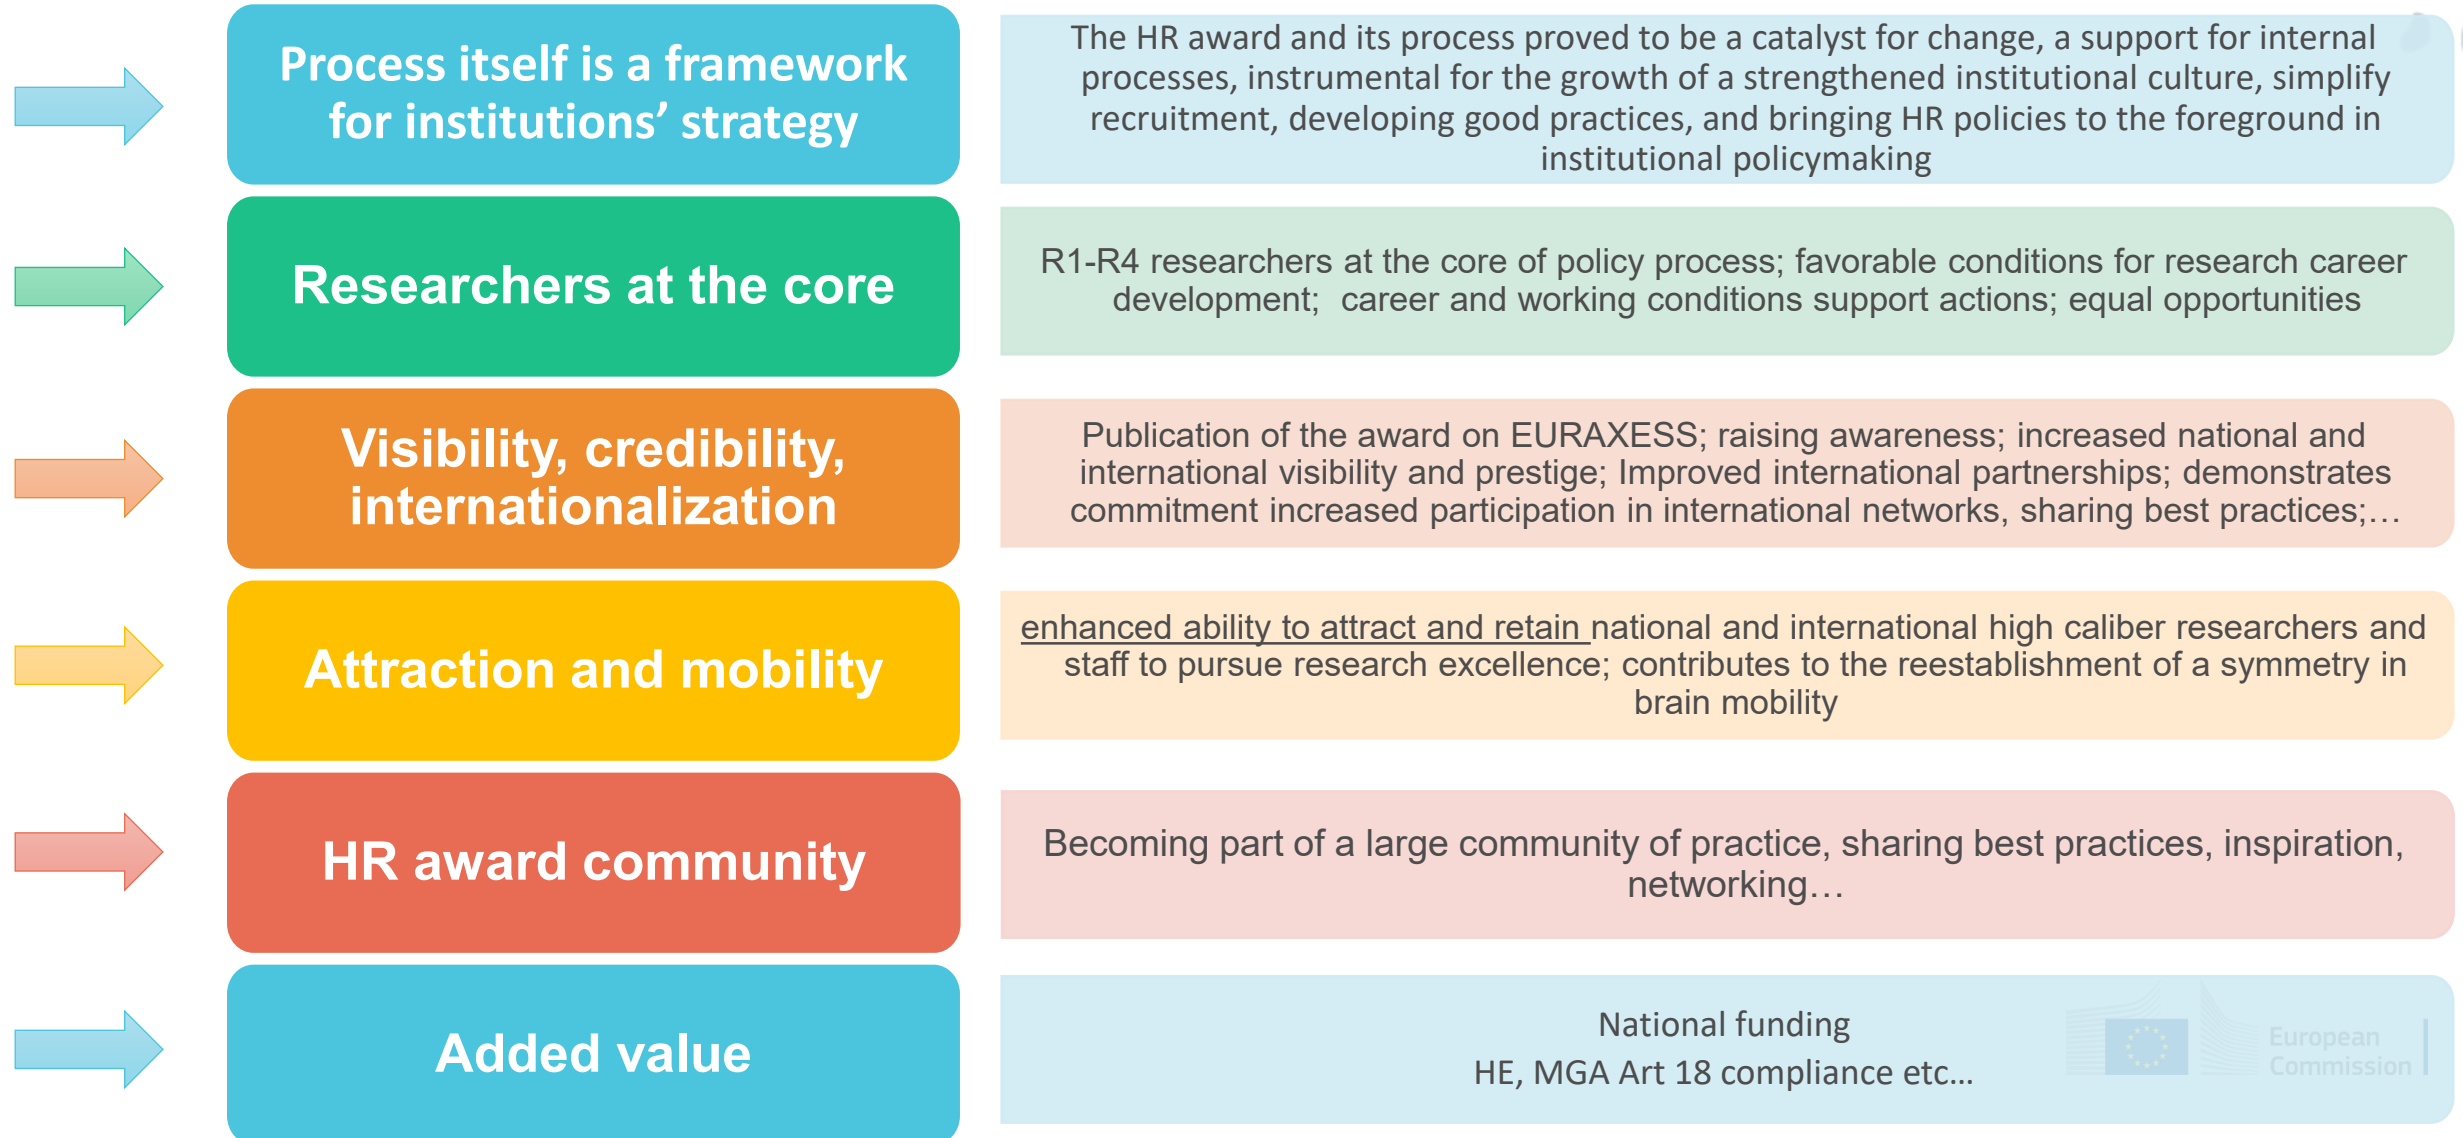 Process itself is a framework
for institutions’ strategy
The HR award and its process proved to be a catalyst for change, a support for internal
processes, instrumental for the growth of a strengthened institutional culture, simplify
recruitment, developing good practices, and bringing HR policies to the foreground in
institutional policymaking
Researchers at the core
R1-R4 researchers at the core of policy process; favorable conditions for research career
development;  career and working conditions support actions; equal opportunities
Visibility, credibility,
internationalization
Publication of the award on EURAXESS; raising awareness; increased national and
international visibility and prestige; Improved international partnerships; demonstrates
commitment increased participation in international networks, sharing best practices;…
Attraction and mobility
enhanced ability to attract and retain national and international high caliber researchers and
staff to pursue research excellence; contributes to the reestablishment of a symmetry in
brain mobility
HR award community
Becoming part of a large community of practice, sharing best practices, inspiration,
networking…
Added value
National funding
HE, MGA Art 18 compliance etc…
European
Commission